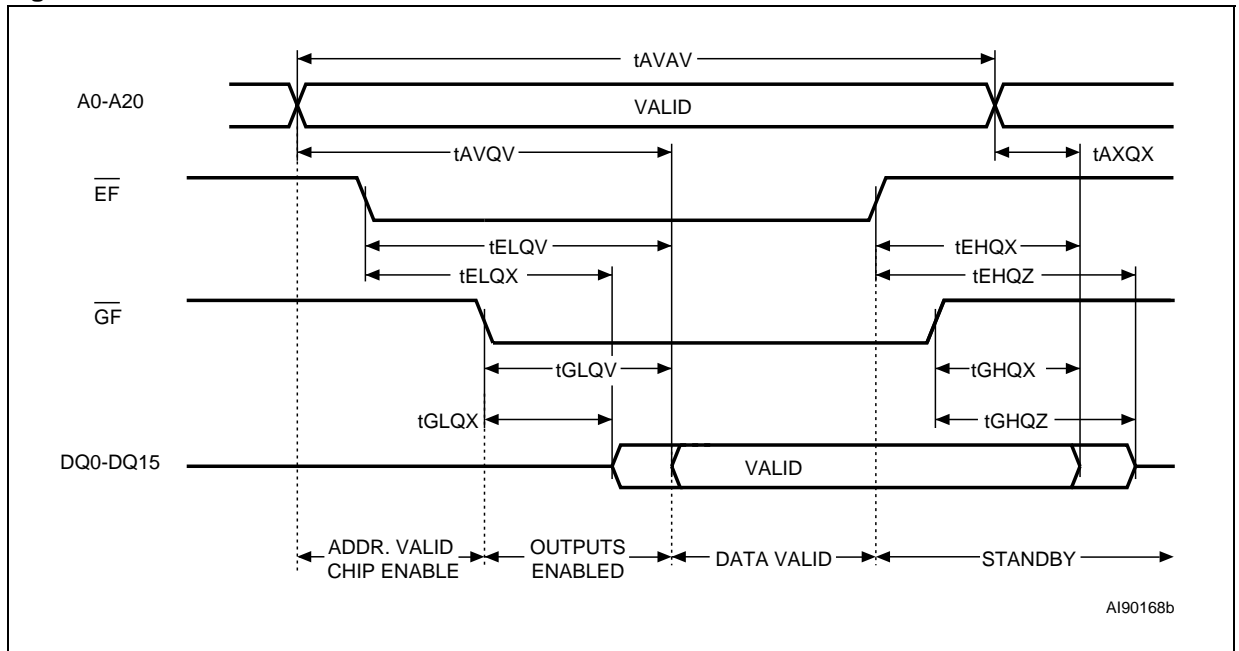 tAVAV
A0-A20
VALID
tAVQV
tAXQX
EF
tELQV
tEHQX
tELQX
tEHQZ
GF
tGLQV
tGHQX
tGLQX
tGHQZ
DQ0-DQ15
VALID
ADDR. VALID
CHIP ENABLE
OUTPUTS
ENABLED
DATA VALID
STANDBY
AI90168b